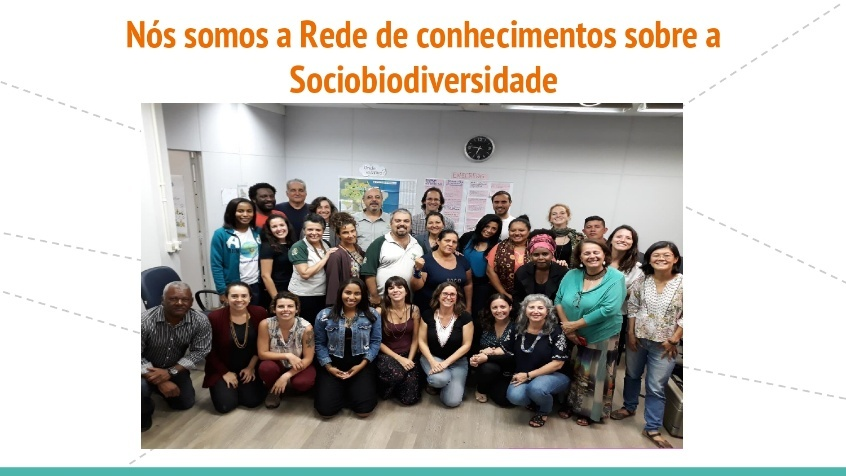 Nós somos a Rede de conhecimentos sobre a
Sociobiodiversidade